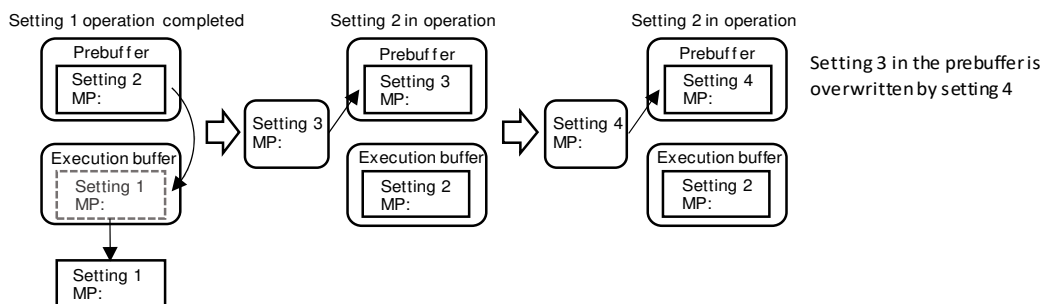 Setting 1 operation completed
Prebuffer
Setting 2
MP:
Execution buffer
Setting 1
MP:
Setting 1
MP:
Setting 2 in operation
Setting 3
MP:
Prebuffer
Setting 3
MP:
Execution buffer
Setting 2
MP:
Setting 2 in operation
Setting 4
MP:
Prebuffer
Setting 4
MP:
Execution buffer
Setting 2
MP:
Setting 3 in the prebuffer is
overwritten by setting 4